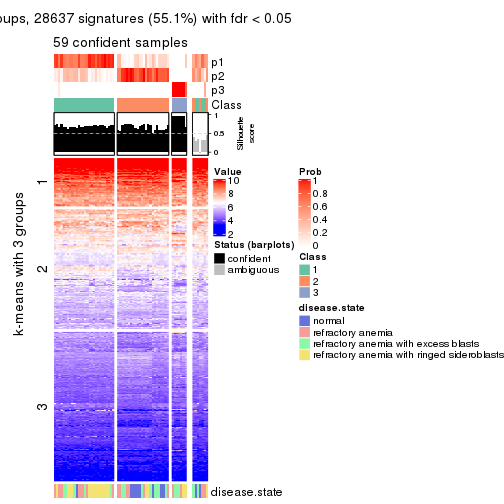 oups, 28637 signatures (55.1%) with fdr < 0.05
59 confident samples
p1
p2
p3
Class
1
0.5
0
Silhouette
score
k-means with 3 groups
1
2
3
Value
10
8
6
4
2
Status (barplots)
confident
ambiguous
Prob
1
0.8
0.6
0.4
0.2
0
Class
1
2
3
disease.state
normal
refractory anemia
refractory anemia with excess blasts
refractory anemia with ringed sideroblasts
disease.state